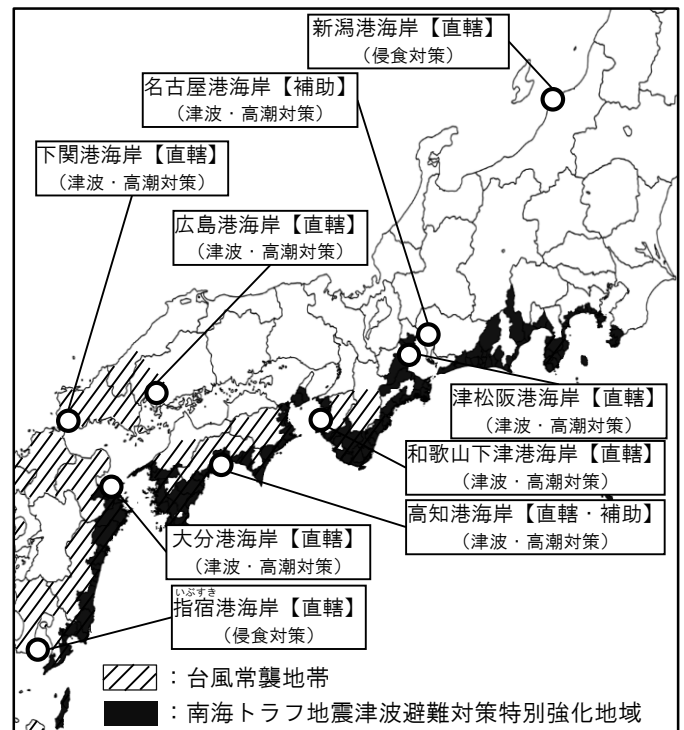 新潟港海岸【直轄】
（侵食対策）
名古屋港海岸【補助】
（津波・高潮対策）
下関港海岸【直轄】
（津波・高潮対策）
広島港海岸【直轄】
（津波・高潮対策）
津松阪港海岸【直轄】
（津波・高潮対策）
和歌山下津港海岸【直轄】
（津波・高潮対策）
高知港海岸【直轄・補助】
（津波・高潮対策）
大分港海岸【直轄】
（津波・高潮対策）
いぶすき
指宿港海岸【直轄】
（侵食対策）
：台風常襲地帯
：南海トラフ地震津波避難対策特別強化地域